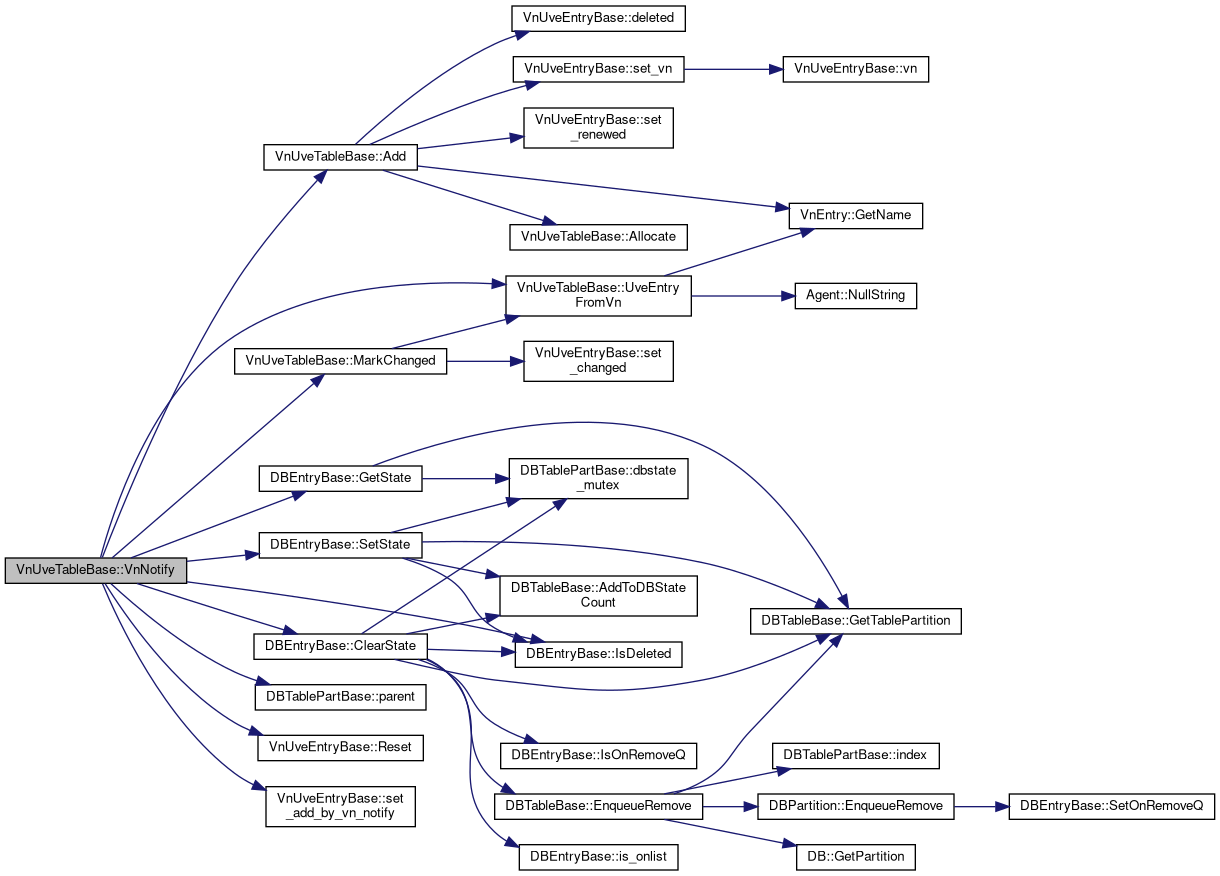 VnUveEntryBase::deleted
VnUveEntryBase::set_vn
VnUveEntryBase::vn
VnUveEntryBase::set
_renewed
VnUveTableBase::Add
VnEntry::GetName
VnUveTableBase::Allocate
VnUveTableBase::UveEntry
FromVn
Agent::NullString
VnUveTableBase::MarkChanged
VnUveEntryBase::set
_changed
DBEntryBase::GetState
DBTablePartBase::dbstate
_mutex
DBEntryBase::SetState
VnUveTableBase::VnNotify
DBTableBase::AddToDBState
Count
DBTableBase::GetTablePartition
DBEntryBase::ClearState
DBEntryBase::IsDeleted
DBTablePartBase::parent
VnUveEntryBase::Reset
DBEntryBase::IsOnRemoveQ
DBTablePartBase::index
VnUveEntryBase::set
_add_by_vn_notify
DBTableBase::EnqueueRemove
DBPartition::EnqueueRemove
DBEntryBase::SetOnRemoveQ
DBEntryBase::is_onlist
DB::GetPartition